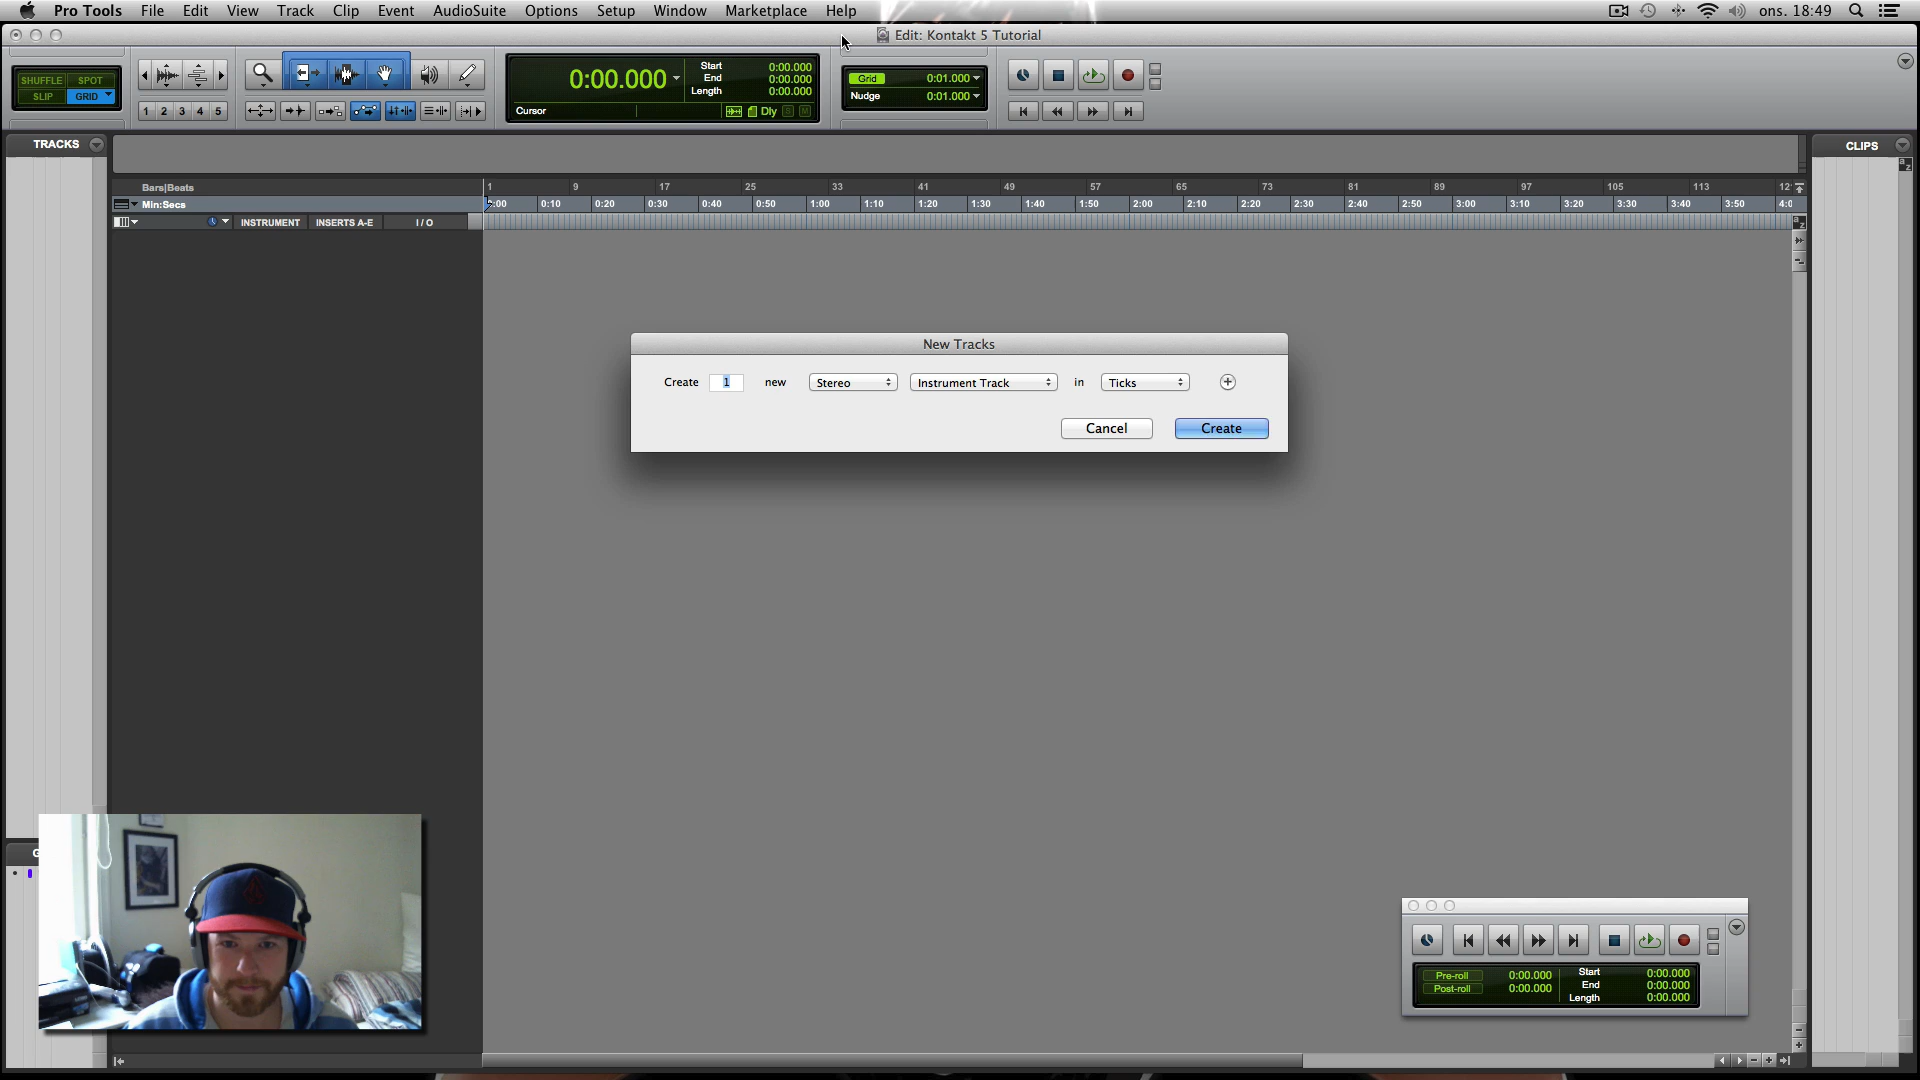 Pro Tools File Edit View Track Clip Event AudioSuite Options Setup Window Marketplace Help ons. 18:49
Edit: Kontakt 5 Tutorial
SHUFFLE SPOT
SLIP GRID
1 2 3 4 5
0:00.000
Start 0:00.000
End 0:00.000
Length 0:00.000
Cursor Dly S M
Grid 0:01.000
Nudge 0:01.000
TRACKS
CLIPS
Bars|Beats 1 9 17 25 33 41 49 57 65 73 81 89 97 105 113 12
Min:Secs :00 0:10 0:20 0:30 0:40 0:50 1:00 1:10 1:20 1:30 1:40 1:50 2:00 2:10 2:20 2:30 2:40 2:50 3:00 3:10 3:20 3:30 3:40 3:50 4:0
INSTRUMENT INSERTS A-E I / O
New Tracks
Create 1 new Stereo Instrument Track in Ticks
Cancel Create
G
Pre-roll 0:00.000 Start 0:00.000
Post-roll 0:00.000 End 0:00.000
Length 0:00.000